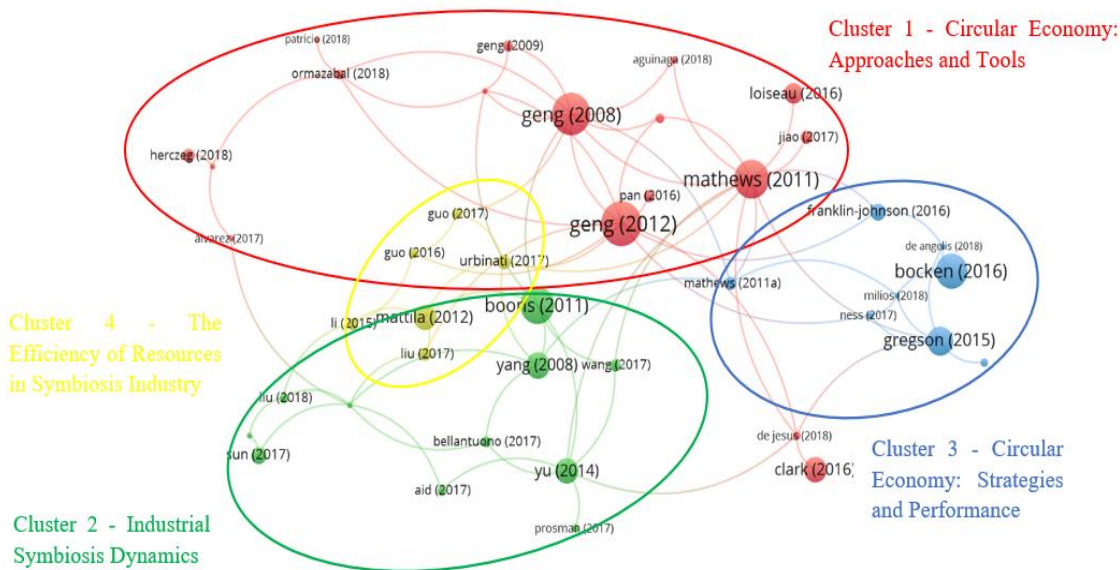 Cluster 1 - Circular Economy:
Approaches and Tools
patricio (2018)
geng (2009)
ormazabal (2018)
aguinaga (2018)
loiseau (2016)
geng (2008)
jiao (2017)
herczeg (2018)
mathews (2011)
pan (2016)
guo (2017)
geng (2012)
franklin-johnson (2016)
alvarez (2017)
guo (2016)
urbinati (2017)
de angelis (2018)
bocken (2016)
mathews (2011a)
milios (2018)
boons (2011)
ness (2017)
li (2015)
mattila (2012)
gregson (2015)
Cluster 4 - The
Efficiency of Resources
in Symbiosis Industry
liu (2017)
yang (2008)
wang (2017)
liu (2018)
de jesus (2018)
bellantuono (2017)
sun (2017)
yu (2014)
clark (2016)
aid (2017)
Cluster 3 - Circular
Economy: Strategies
and Performance
prosman (2017)
Cluster 2 - Industrial
Symbiosis Dynamics